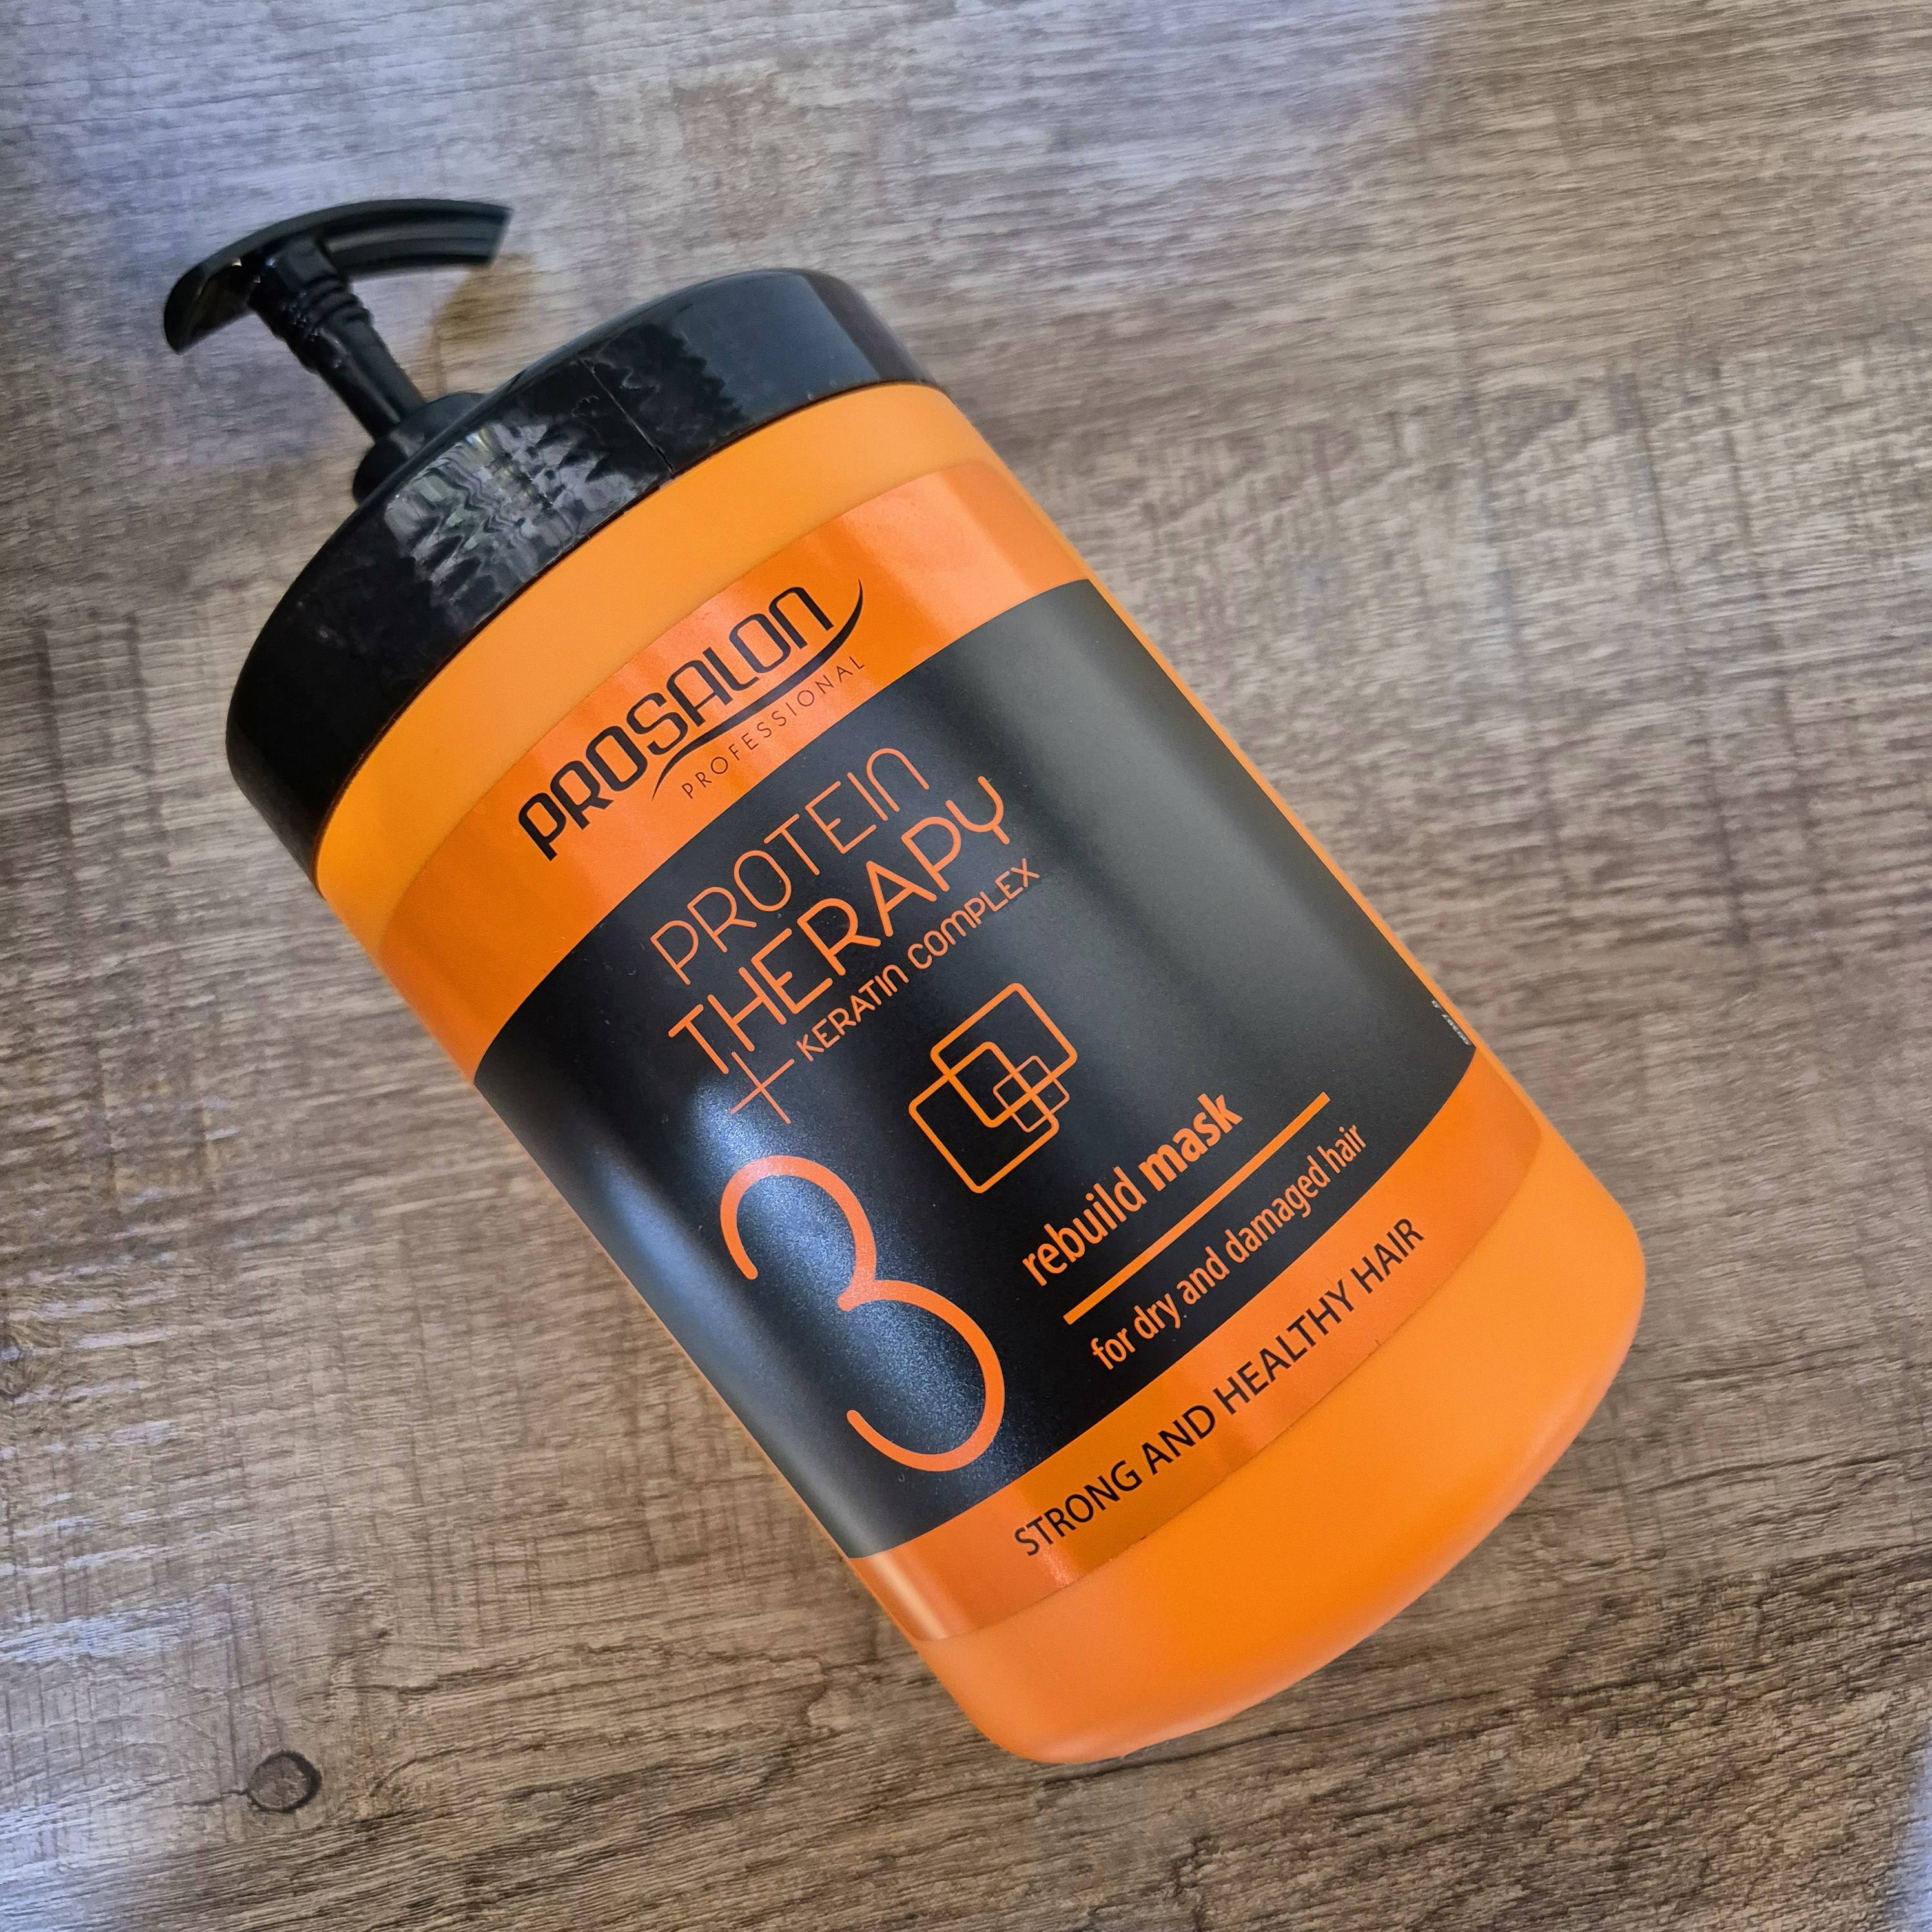 PROSALON
PROFESSIONAL
PROTEIN
THERAPY
+ KERATIN COMPLEX
3
rebuild mask
for dry and damaged hair
STRONG AND HEALTHY HAIR